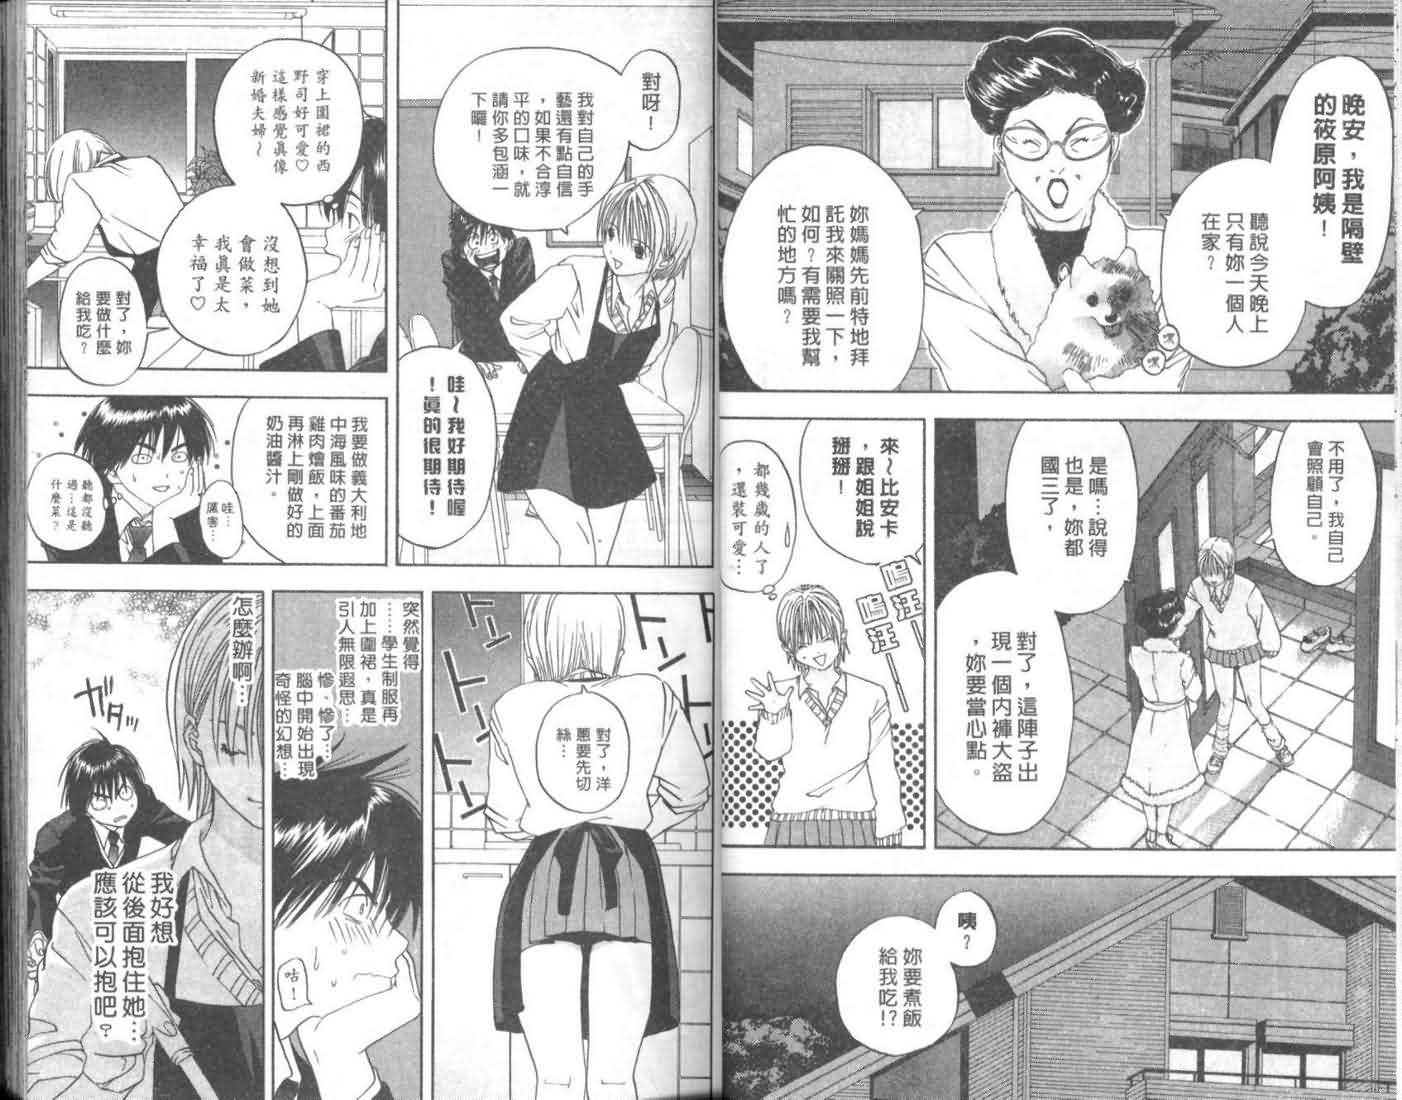 晚安，我是隔壁
的筱原阿姨！
聽說今天晚上
只有妳一個人
在家？
嘿
嘿
妳媽媽先前特地拜
託我來關照一下，
如何？有需要我幫
忙的地方嗎？
不用了，我自己
會照顧自己。
是嗎…說得
也是，妳都
國三了，
對了，這陣子出
現一個內褲大盜
，妳要當心點。
來～比安卡
，跟姐姐說
掰掰！
嗚汪——
嗚汪——
都幾歲的人了
，還裝可愛…
咦？
妳要煮飯
給我吃！？
對呀！
我對自己的手
藝還有點自信
，如果不合淳
平的口味，就
請你多包涵一
下囉！
哇～我好期待喔
！真的很期待！
穿上圍裙的西
野司好可愛♡
這樣感覺真像
新婚夫婦～
沒想到她
會做菜，
我真是太
幸福了♡
對了，妳
要做什麼
給我吃？
我要做義大利地
中海風味的番茄
雞肉燴飯，上面
再淋上剛做好的
奶油醬汁。
哇…
厲害…
聽都沒聽
過…這是
什麼菜？
トントントン
對了，洋
蔥要先切
絲…
突然覺得
……學生制服再
加上圍裙，真是
引人無限遐思…
慘、慘了…
腦中開始出現
奇怪的幻想…
咕！
怎麼辦啊…
ガタッ
我好想
從後面抱住她…
應該可以抱吧？